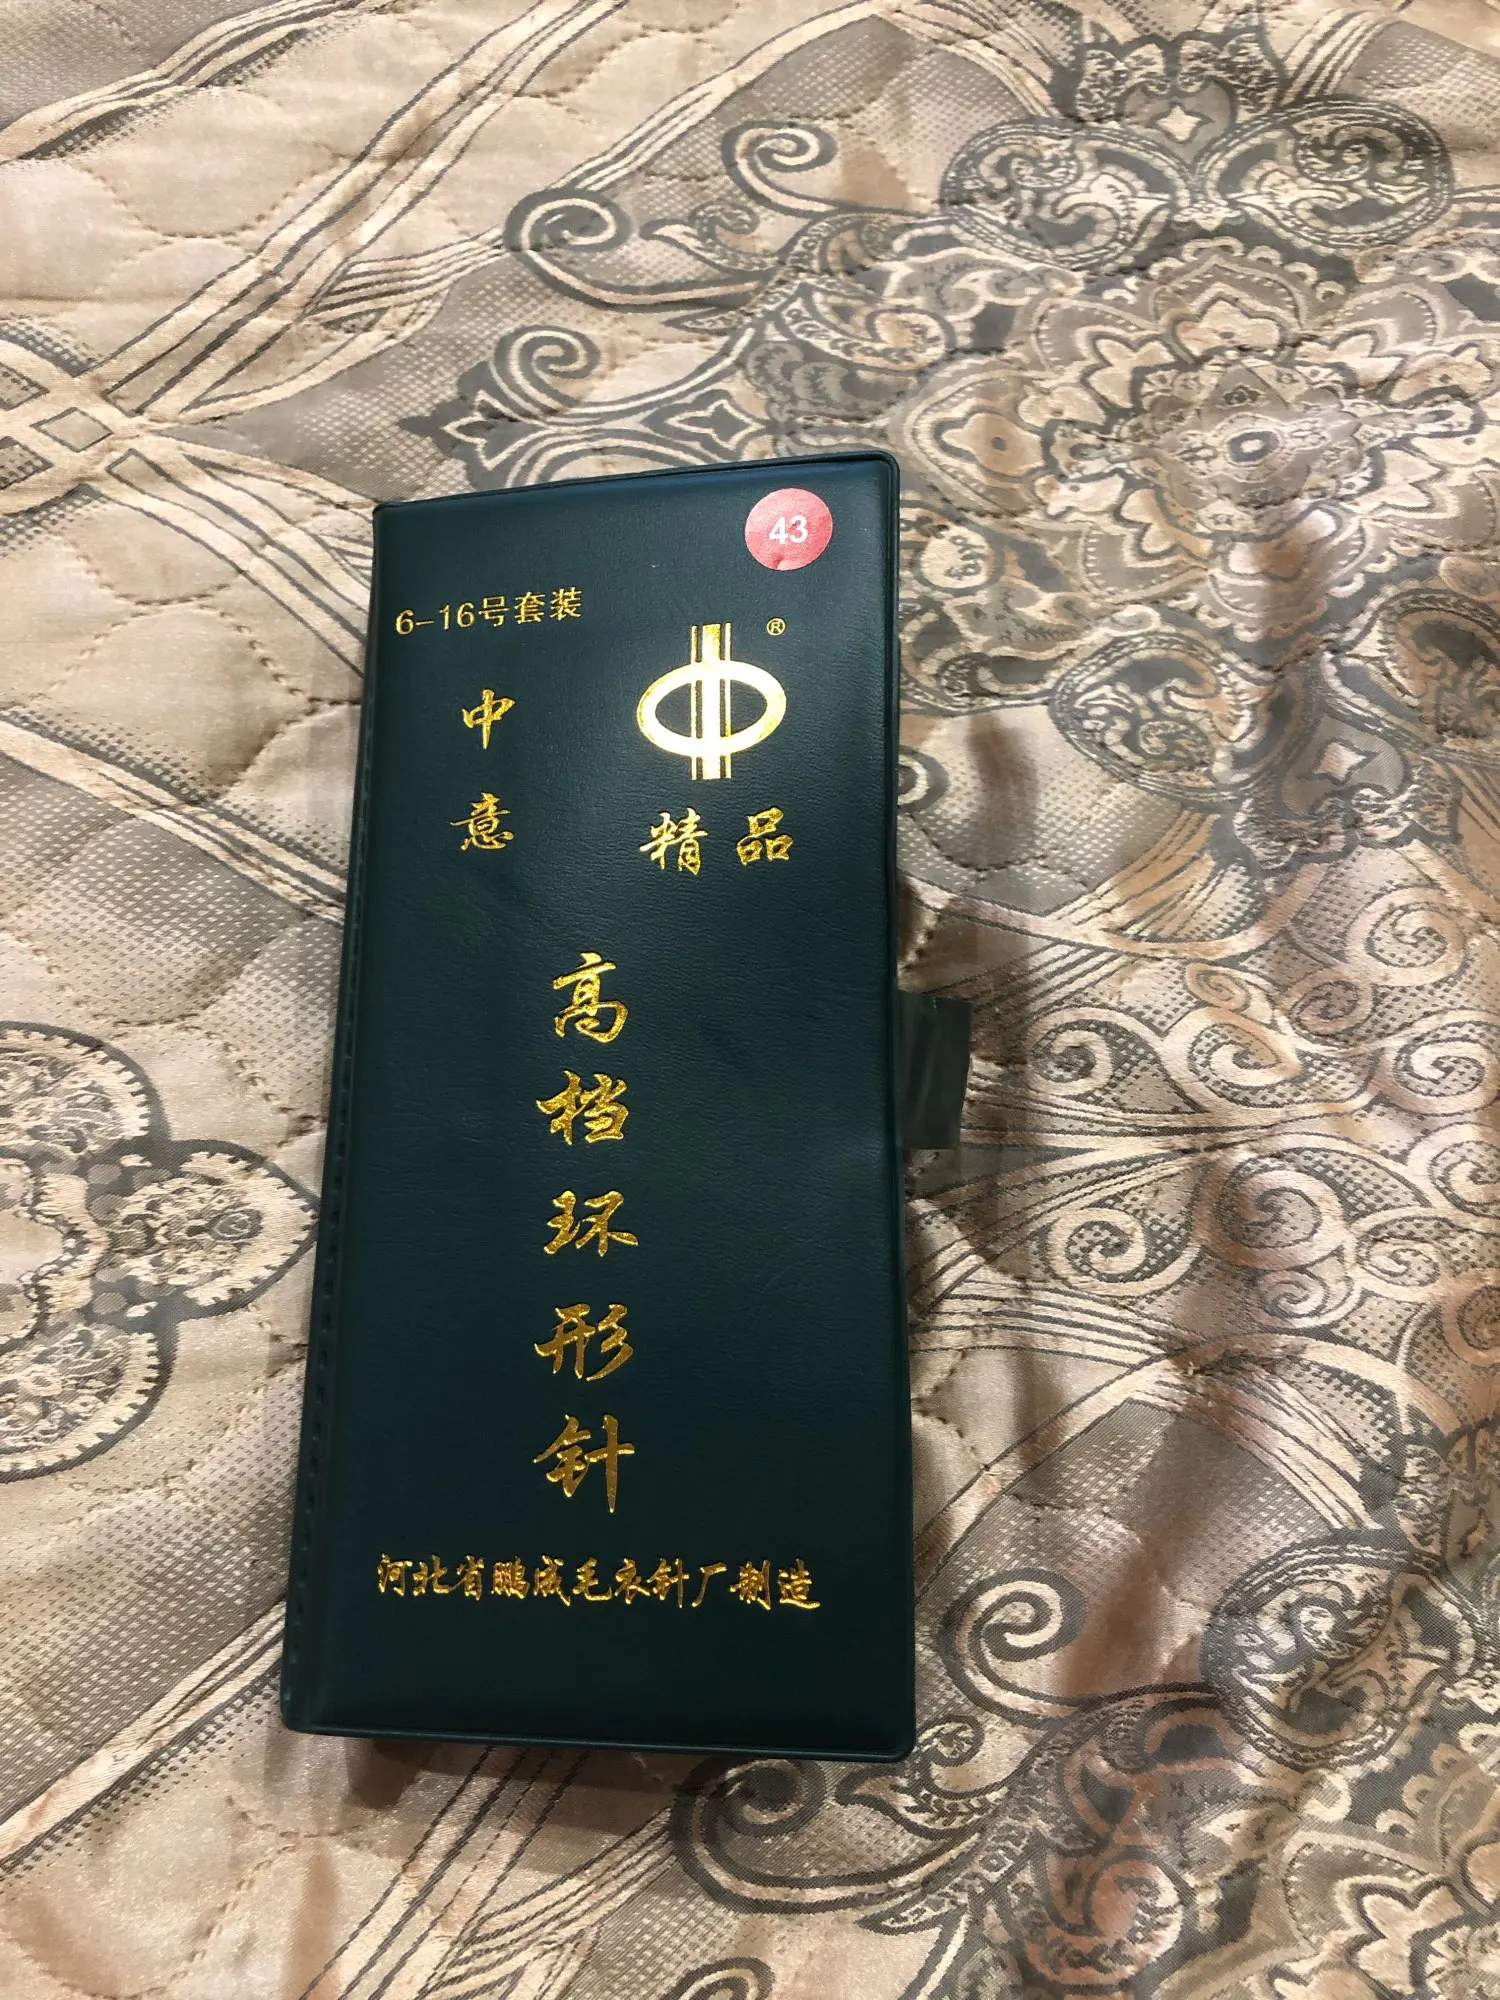 43
6-16号套装
®
中意
精品
高档环形针
河北省鹏成毛衣针厂制造